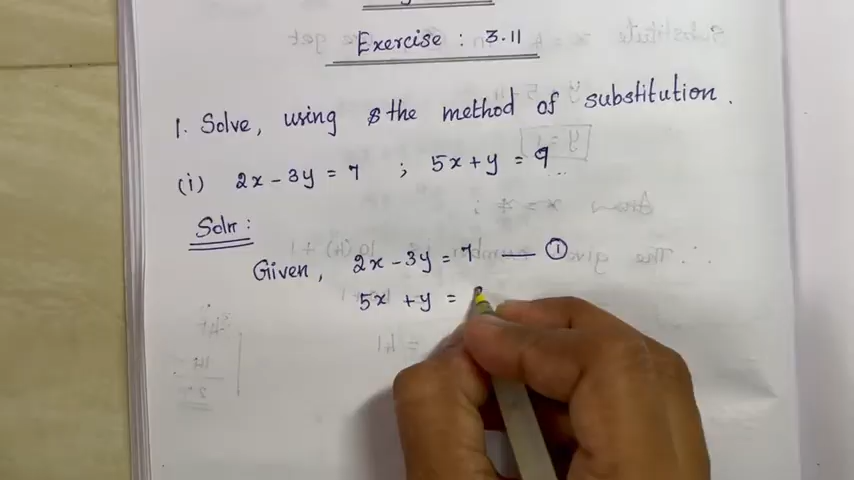 Exercise : 3.11
1. Solve, using the method of substitution.
(i) 2x - 3y = 7 ; 5x + y = 9
Soln:
Given, 2x - 3y = 7 — ①
5x + y =